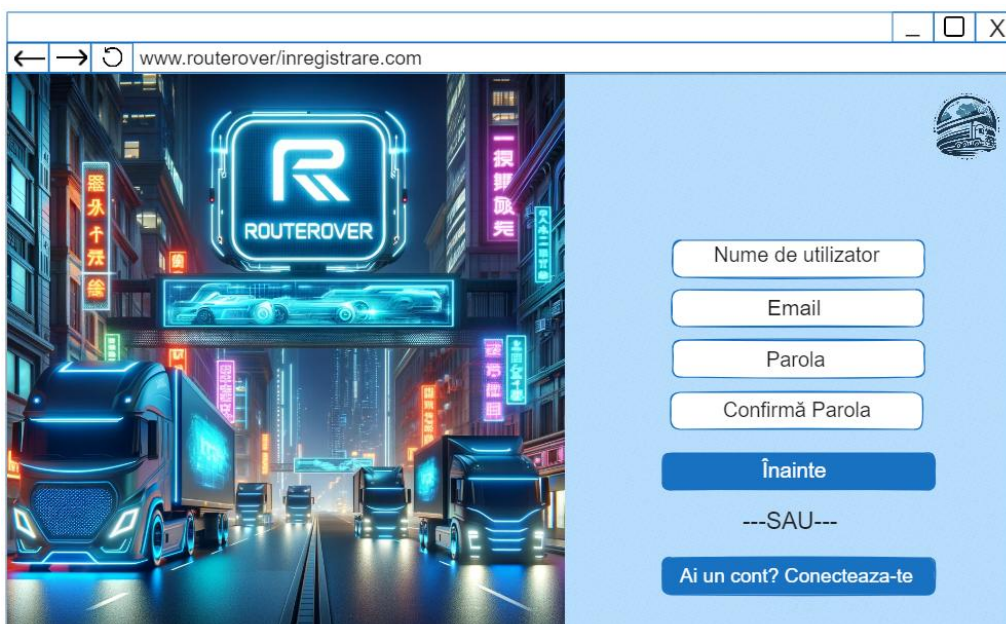 X
www.routerover/inregistrare.com
R
ROUTEROVER
Nume de utilizator
Email
Parola
Confirmă Parola
Înainte
---SAU---
Ai un cont? Conecteaza-te